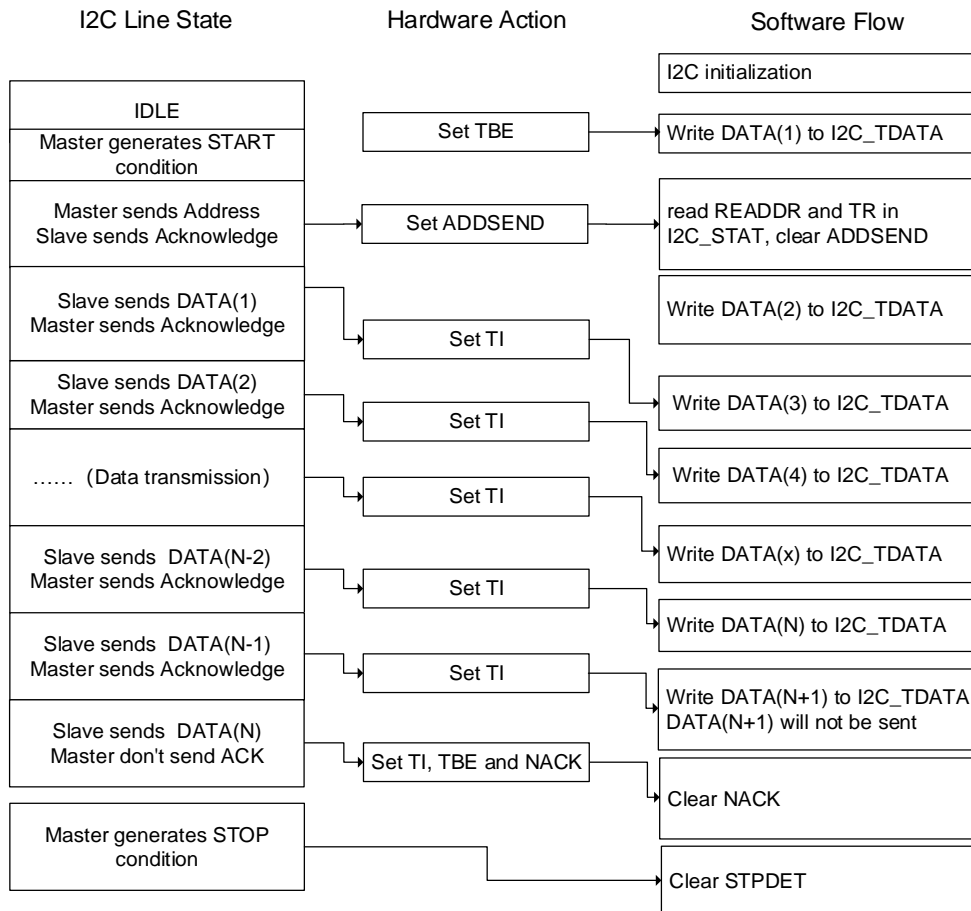 I2C Line State
Hardware Action
Software Flow
I2C initialization
IDLE
Set TBE
Write DATA(1) to I2C_TDATA
Master generates START
condition
Master sends Address
Slave sends Acknowledge
Set ADDSEND
read READDR and TR in
I2C_STAT, clear ADDSEND
Slave sends DATA(1)
Master sends Acknowledge
Write DATA(2) to I2C_TDATA
Set TI
Write DATA(3) to I2C_TDATA
Slave sends DATA(2)
Master sends Acknowledge
Set TI
Write DATA(4) to I2C_TDATA
…… (Data transmission)
Set TI
Write DATA(x) to I2C_TDATA
Slave sends DATA(N-2)
Master sends Acknowledge
Set TI
Write DATA(N) to I2C_TDATA
Slave sends DATA(N-1)
Master sends Acknowledge
Set TI
Write DATA(N+1) to I2C_TDATA
DATA(N+1) will not be sent
Slave sends DATA(N)
Master don't send ACK
Set TI, TBE and NACK
Clear NACK
Master generates STOP
condition
Clear STPDET